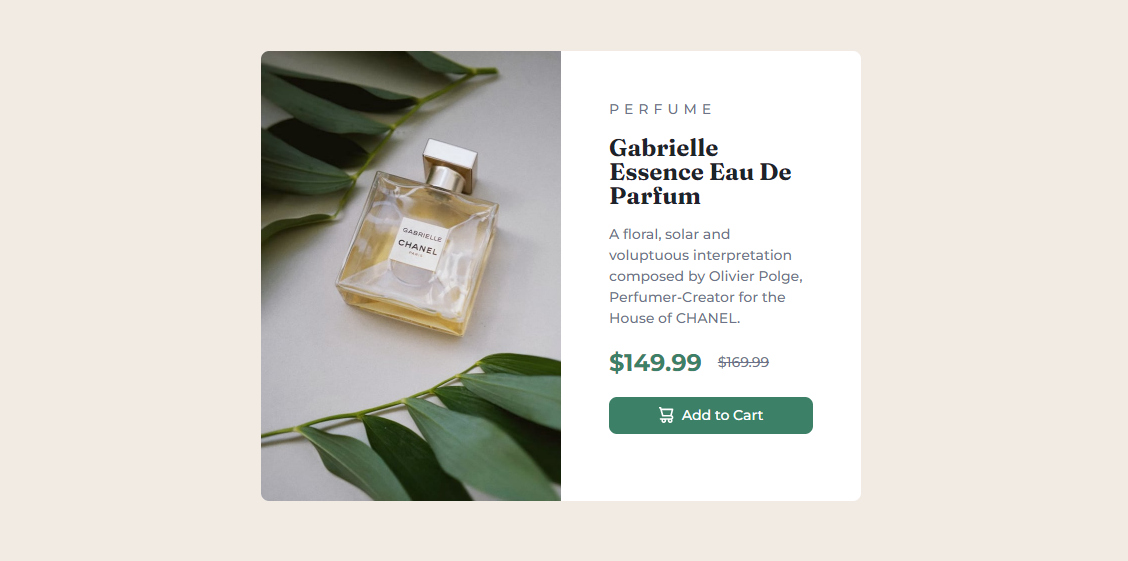 GABRIELLE
CHANEL
PARIS
PERFUME
Gabrielle
Essence Eau De
Parfum
A floral, solar and
voluptuous interpretation
composed by Olivier Polge,
Perfumer-Creator for the
House of CHANEL.
$149.99 $169.99
Add to Cart